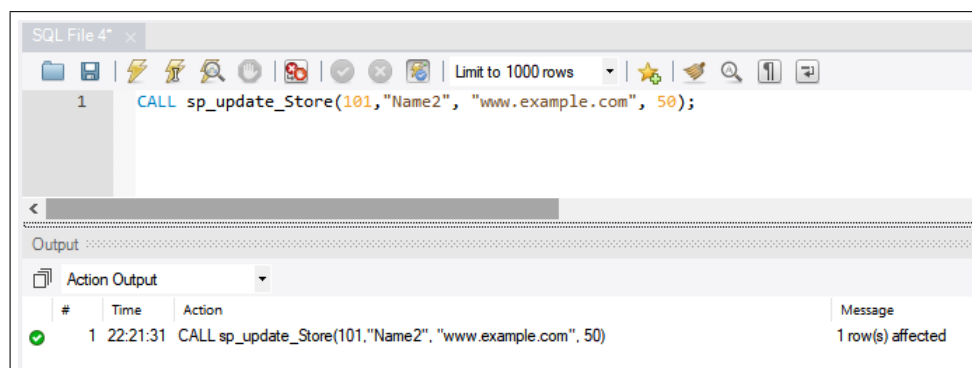 SQL File 4* ×
Limit to 1000 rows
1 CALL sp_update_Store(101,"Name2", "www.example.com", 50);
Output
Action Output
# Time Action Message
1 22:21:31 CALL sp_update_Store(101,"Name2", "www.example.com", 50) 1 row(s) affected